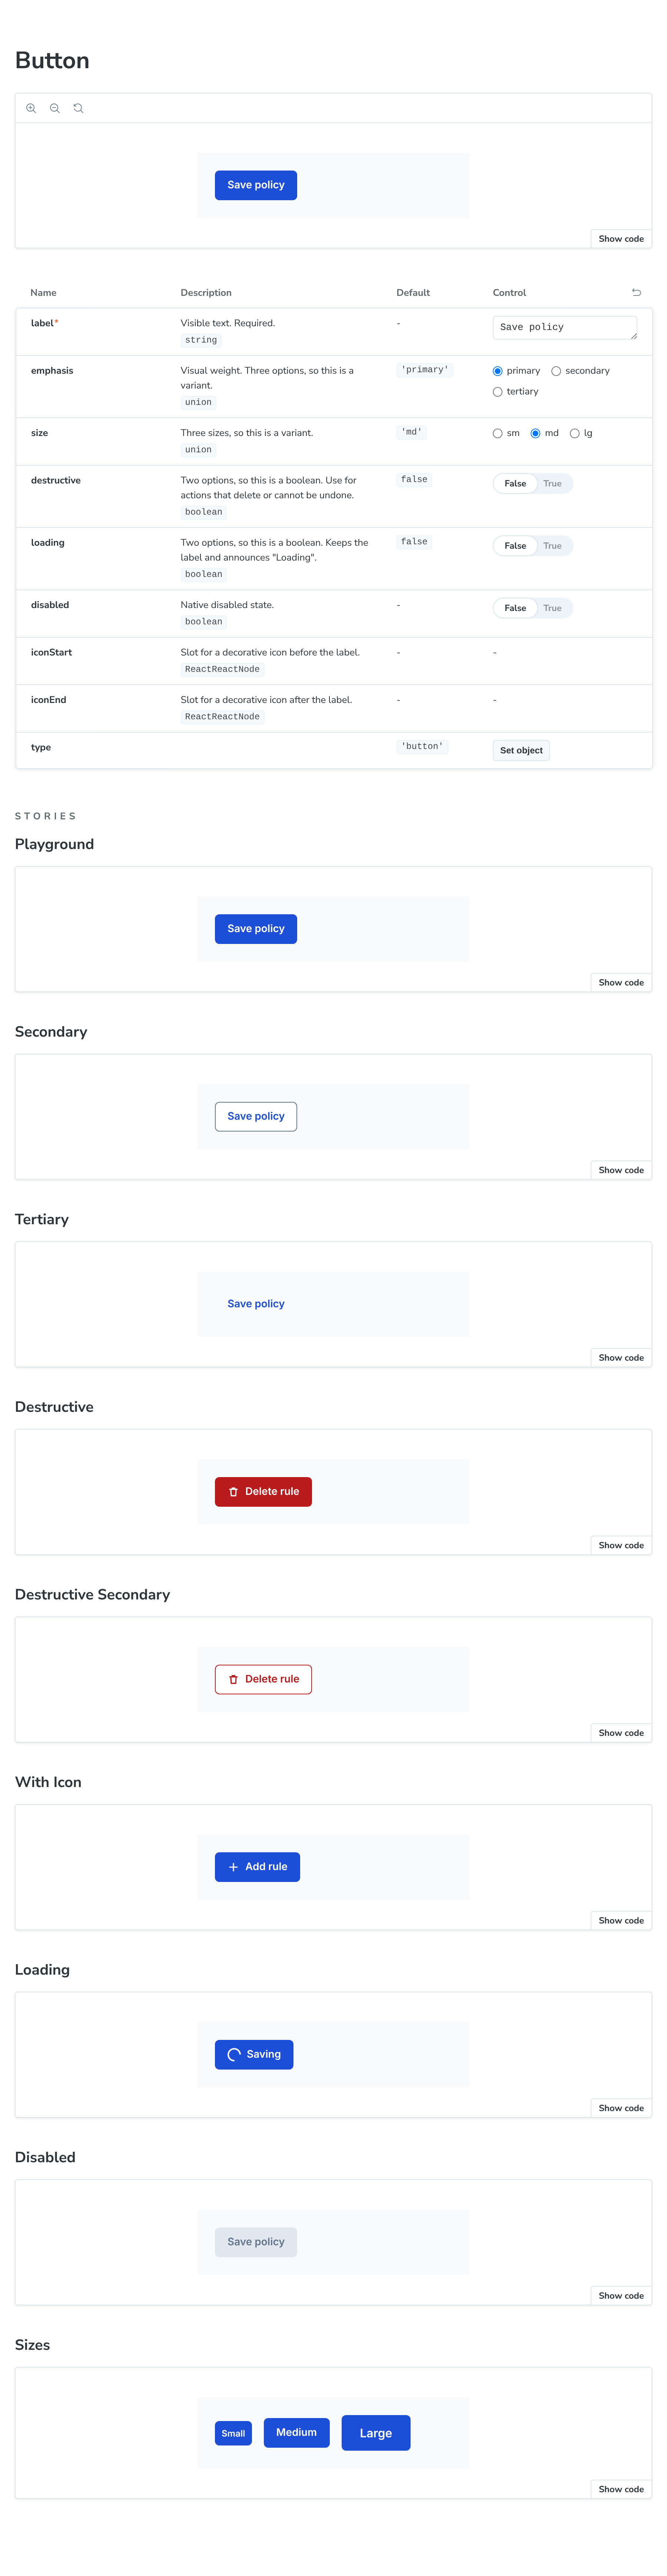 Button
Save policy
Show code
Name Description Default Control
label* Visible text. Required. - Save policy
string
emphasis Visual weight. Three options, so this is a 'primary' primary secondary
variant. tertiary
union
size Three sizes, so this is a variant. 'md' sm md lg
union
destructive Two options, so this is a boolean. Use for false False True
actions that delete or cannot be undone.
boolean
loading Two options, so this is a boolean. Keeps the false False True
label and announces "Loading".
boolean
disabled Native disabled state. - False True
boolean
iconStart Slot for a decorative icon before the label. - -
ReactReactNode
iconEnd Slot for a decorative icon after the label. - -
ReactReactNode
type 'button' Set object
STORIES
Playground
Save policy
Show code
Secondary
Save policy
Show code
Tertiary
Save policy
Show code
Destructive
Delete rule
Show code
Destructive Secondary
Delete rule
Show code
With Icon
Add rule
Show code
Loading
Saving
Show code
Disabled
Save policy
Show code
Sizes
Small Medium Large
Show code